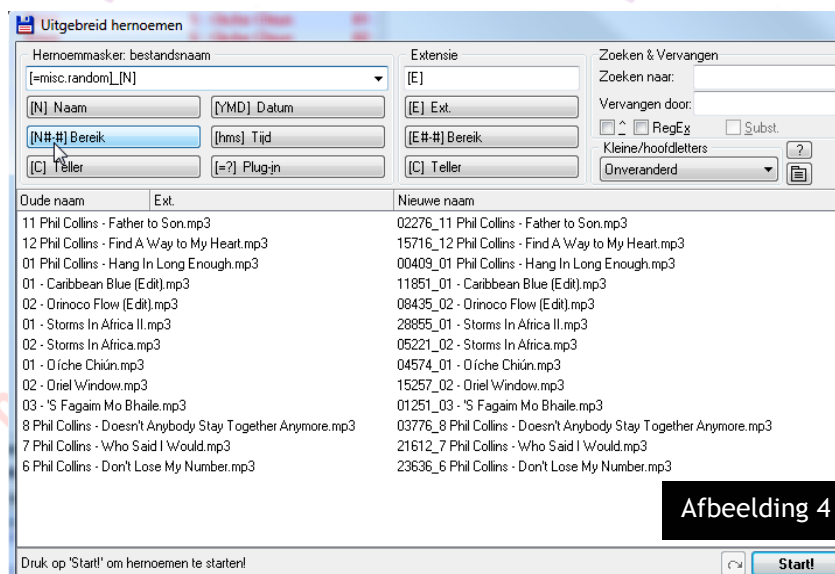 Uitgebreid hernoemen
Hernoemmasker: bestandsnaam
[=misc.random]_[N]
[N] Naam
[YMD] Datum
[N#-#] Bereik
[hms] Tijd
[C] Teller
[=?] Plug-in
Extensie
[E]
[E] Ext.
[E#-#] Bereik
[C] Teller
Zoeken & Vervangen
Zoeken naar:
Vervangen door:
^ RegEx Subst.
Kleine/hoofdletters
?
Onveranderd
Oude naam Ext. Nieuwe naam
11 Phil Collins - Father to Son.mp3 02276_11 Phil Collins - Father to Son.mp3
12 Phil Collins - Find A Way to My Heart.mp3 15716_12 Phil Collins - Find A Way to My Heart.mp3
01 Phil Collins - Hang In Long Enough.mp3 00409_01 Phil Collins - Hang In Long Enough.mp3
01 - Caribbean Blue (Edit).mp3 11851_01 - Caribbean Blue (Edit).mp3
02 - Orinoco Flow (Edit).mp3 08435_02 - Orinoco Flow (Edit).mp3
01 - Storms In Africa II.mp3 28855_01 - Storms In Africa II.mp3
02 - Storms In Africa.mp3 05221_02 - Storms In Africa.mp3
01 - Oíche Chiún.mp3 04574_01 - Oíche Chiún.mp3
02 - Oriel Window.mp3 15257_02 - Oriel Window.mp3
03 - 'S Fagaim Mo Bhaile.mp3 01251_03 - 'S Fagaim Mo Bhaile.mp3
8 Phil Collins - Doesn't Anybody Stay Together Anymore.mp3 03776_8 Phil Collins - Doesn't Anybody Stay Together Anymore.mp3
7 Phil Collins - Who Said I Would.mp3 21612_7 Phil Collins - Who Said I Would.mp3
6 Phil Collins - Don't Lose My Number.mp3 23636_6 Phil Collins - Don't Lose My Number.mp3
Afbeelding 4
Druk op 'Start!' om hernoemen te starten!
Start!